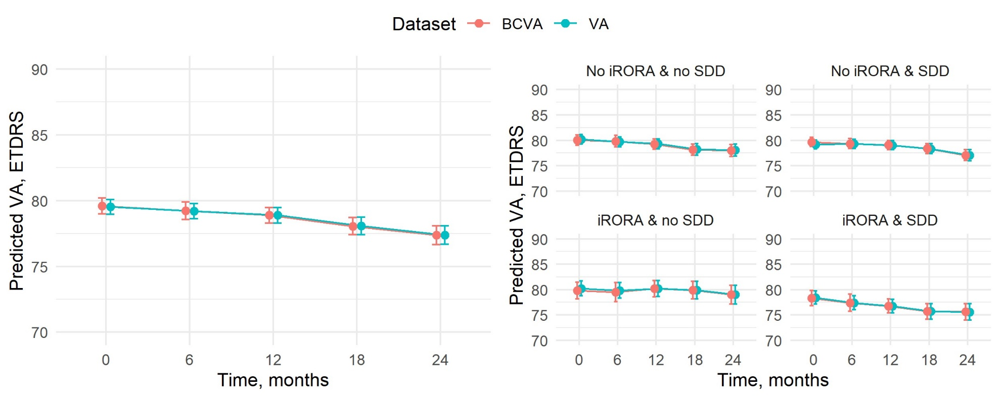 Dataset BCVA VA
Predicted VA, ETDRS
90
85
80
75
70
0 6 12 18 24
Time, months
Predicted VA, ETDRS
No iRORA & no SDD
90
85
80
75
70
No iRORA & SDD
90
85
80
75
70
iRORA & no SDD
90
85
80
75
70
0 6 12 18 24
iRORA & SDD
90
85
80
75
70
0 6 12 18 24
Time, months